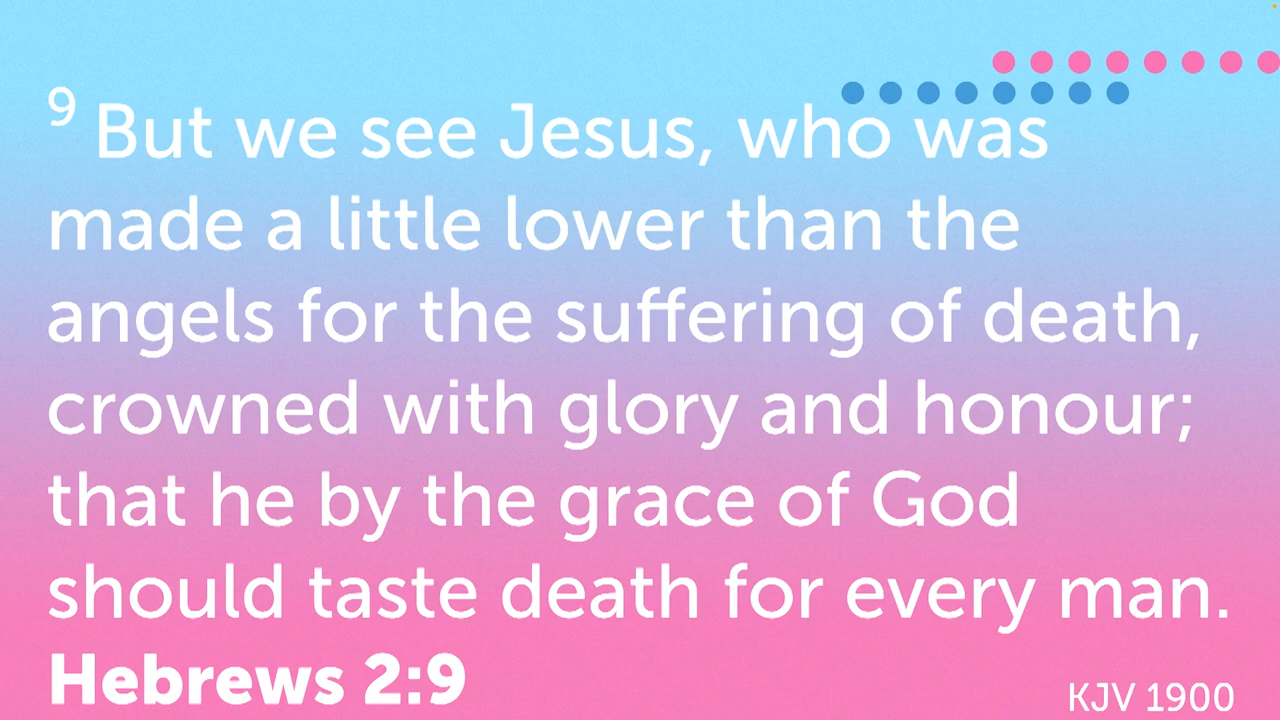 9 But we see Jesus, who was
made a little lower than the
angels for the suffering of death,
crowned with glory and honour;
that he by the grace of God
should taste death for every man.
Hebrews 2:9
KJV 1900